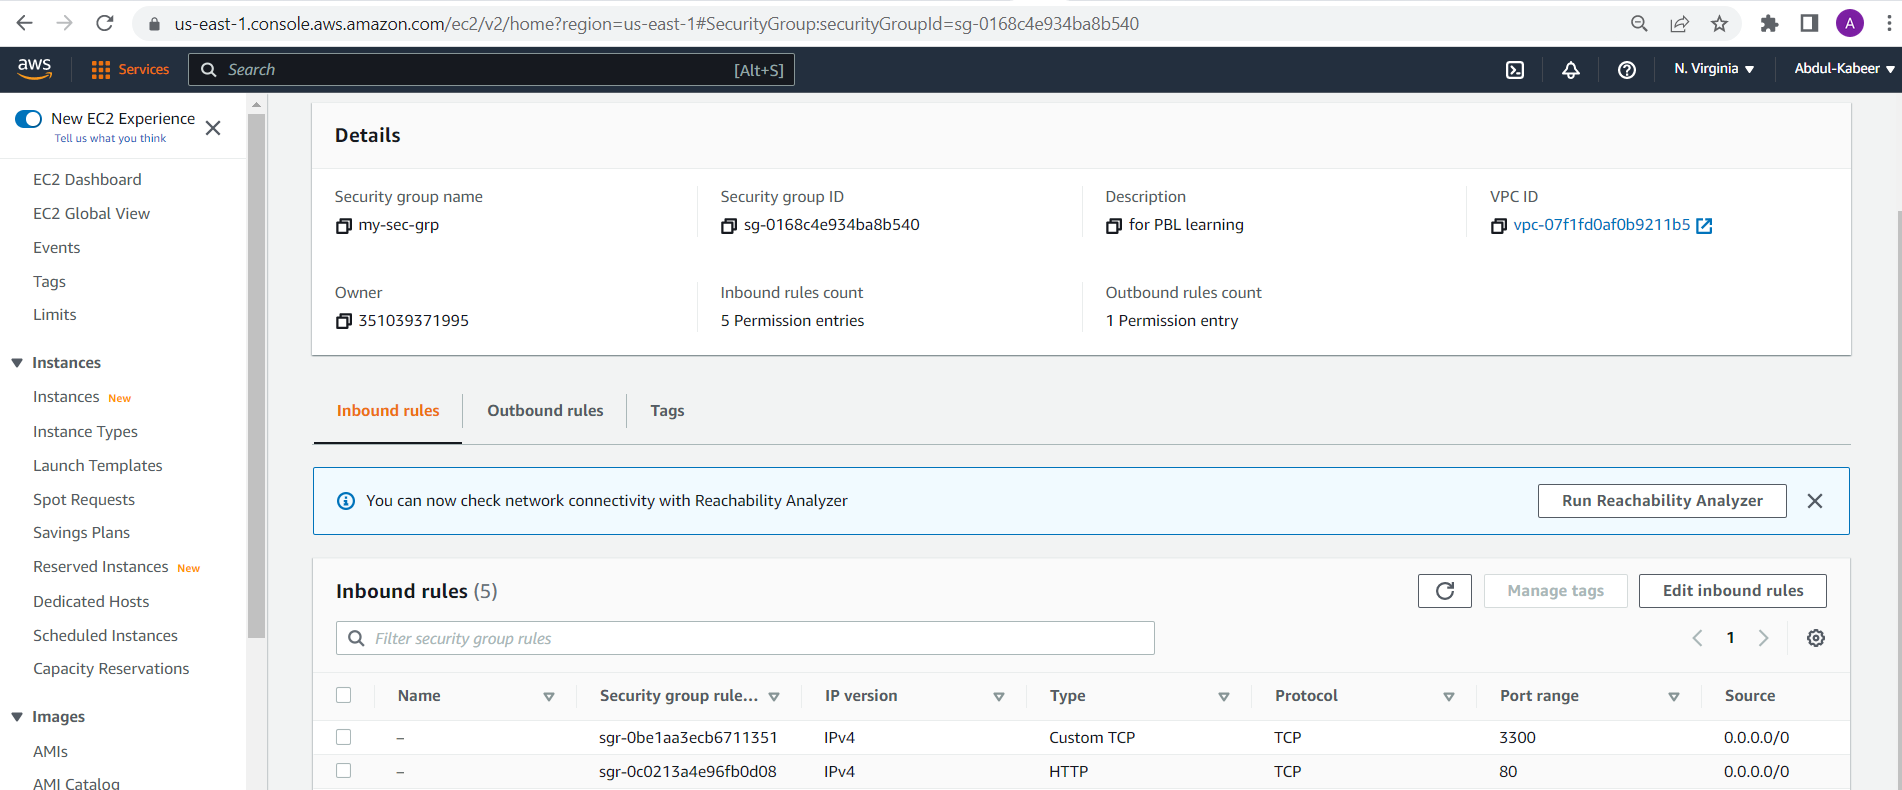 us-east-1.console.aws.amazon.com/ec2/v2/home?region=us-east-1#SecurityGroup:securityGroupId=sg-0168c4e934ba8b540
A
aws
Services
Search
[Alt+S]
N. Virginia
Abdul-Kabeer
New EC2 Experience
Tell us what you think
EC2 Dashboard
EC2 Global View
Events
Tags
Limits
Instances
Instances New
Instance Types
Launch Templates
Spot Requests
Savings Plans
Reserved Instances New
Dedicated Hosts
Scheduled Instances
Capacity Reservations
Images
AMIs
AMI Catalog
Details
Security group name
my-sec-grp
Security group ID
sg-0168c4e934ba8b540
Description
for PBL learning
VPC ID
vpc-07f1fd0af0b9211b5
Owner
351039371995
Inbound rules count
5 Permission entries
Outbound rules count
1 Permission entry
Inbound rules
Outbound rules
Tags
You can now check network connectivity with Reachability Analyzer
Run Reachability Analyzer
Inbound rules (5)
Manage tags
Edit inbound rules
Filter security group rules
1
Name Security group rule... IP version Type Protocol Port range Source
– sgr-0be1aa3ecb6711351 IPv4 Custom TCP TCP 3300 0.0.0.0/0
– sgr-0c0213a4e96fb0d08 IPv4 HTTP TCP 80 0.0.0.0/0